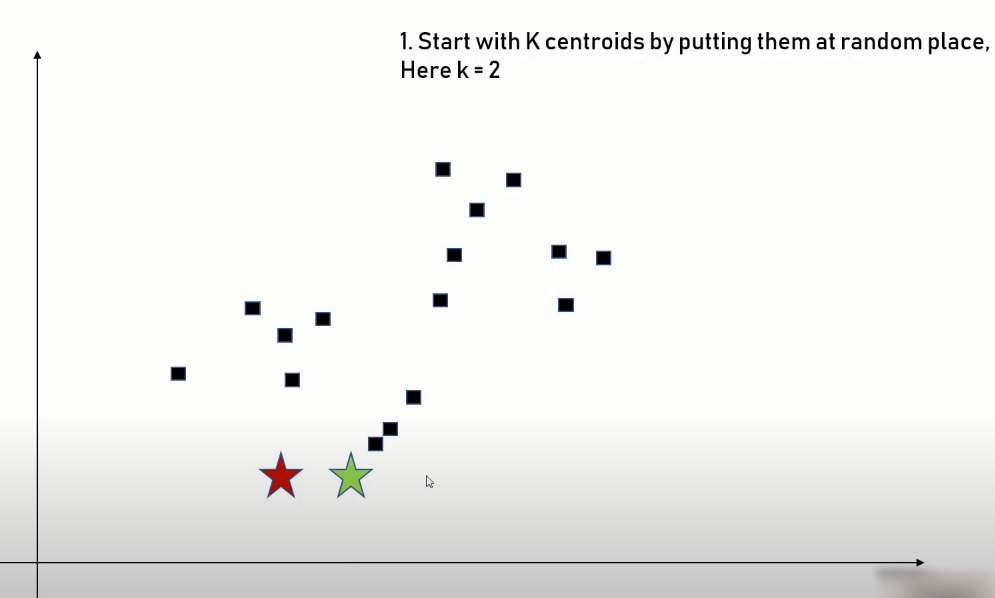 1. Start with K centroids by putting them at random place,
Here k = 2